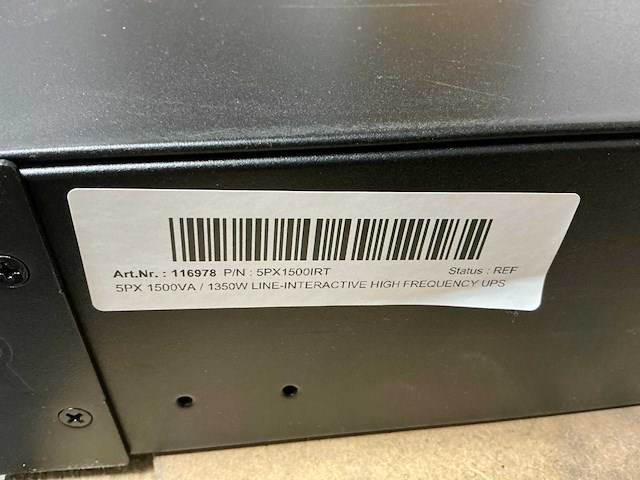 Art.Nr. : 116978 P/N : 5PX1500IRT Status : REF
5PX 1500VA / 1350W LINE-INTERACTIVE HIGH FREQUENCY UPS